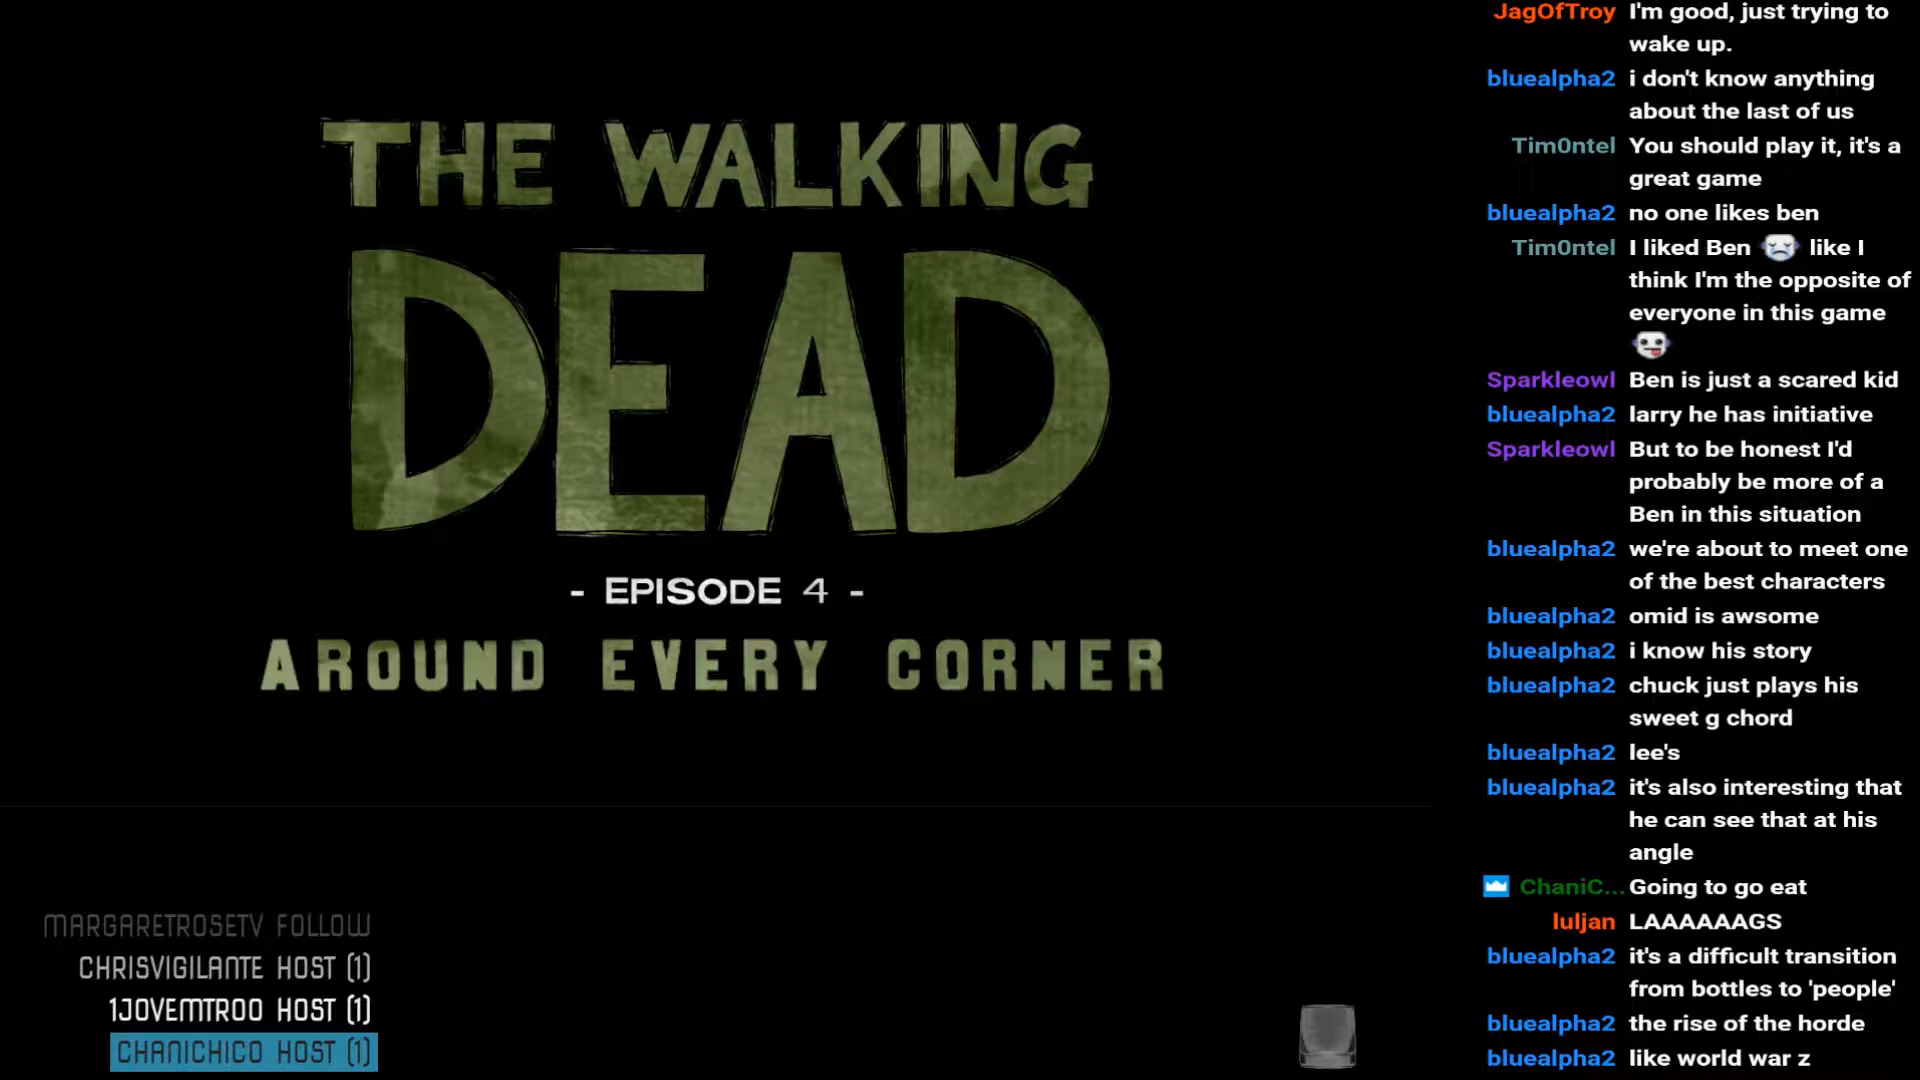 THE WALKING
DEAD
- EPISODE 4 -
AROUND EVERY CORNER
MARGARETROSETV FOLLOW
CHRISVIGILANTE HOST (1)
1JOVEMTROO HOST (1)
CHANICHICO HOST (1)
JagOfTroy I'm good, just trying to
wake up.
bluealpha2 i don't know anything
about the last of us
Tim0ntel You should play it, it's a
great game
bluealpha2 no one likes ben
Tim0ntel I liked Ben like I
think I'm the opposite of
everyone in this game
Sparkleowl Ben is just a scared kid
bluealpha2 larry he has initiative
Sparkleowl But to be honest I'd
probably be more of a
Ben in this situation
bluealpha2 we're about to meet one
of the best characters
bluealpha2 omid is awsome
bluealpha2 i know his story
bluealpha2 chuck just plays his
sweet g chord
bluealpha2 lee's
bluealpha2 it's also interesting that
he can see that at his
angle
ChaniC... Going to go eat
luljan LAAAAAAGS
bluealpha2 it's a difficult transition
from bottles to 'people'
bluealpha2 the rise of the horde
bluealpha2 like world war z